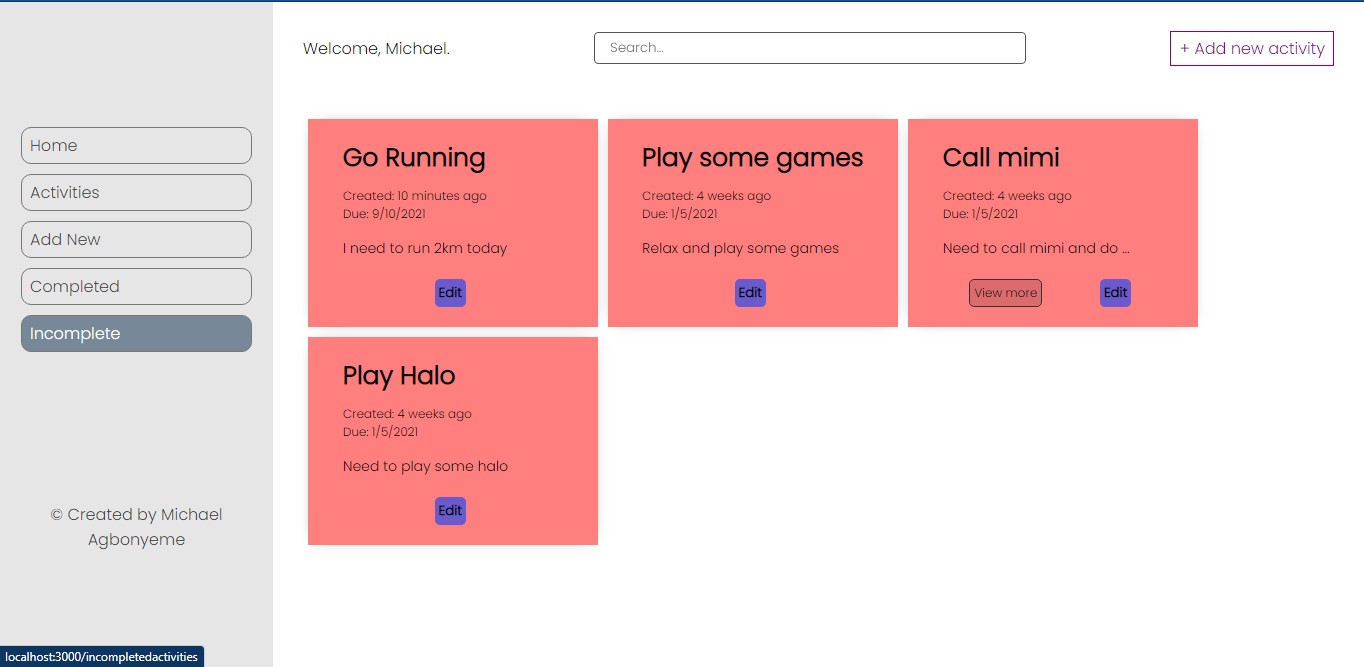 Welcome, Michael.
Search...
+ Add new activity
Home
Activities
Add New
Completed
Incomplete
© Created by Michael
Agbonyeme
Go Running
Created: 10 minutes ago
Due: 9/10/2021
I need to run 2km today
Edit
Play some games
Created: 4 weeks ago
Due: 1/5/2021
Relax and play some games
Edit
Call mimi
Created: 4 weeks ago
Due: 1/5/2021
Need to call mimi and do ...
View more
Edit
Play Halo
Created: 4 weeks ago
Due: 1/5/2021
Need to play some halo
Edit
localhost:3000/incompletedactivities